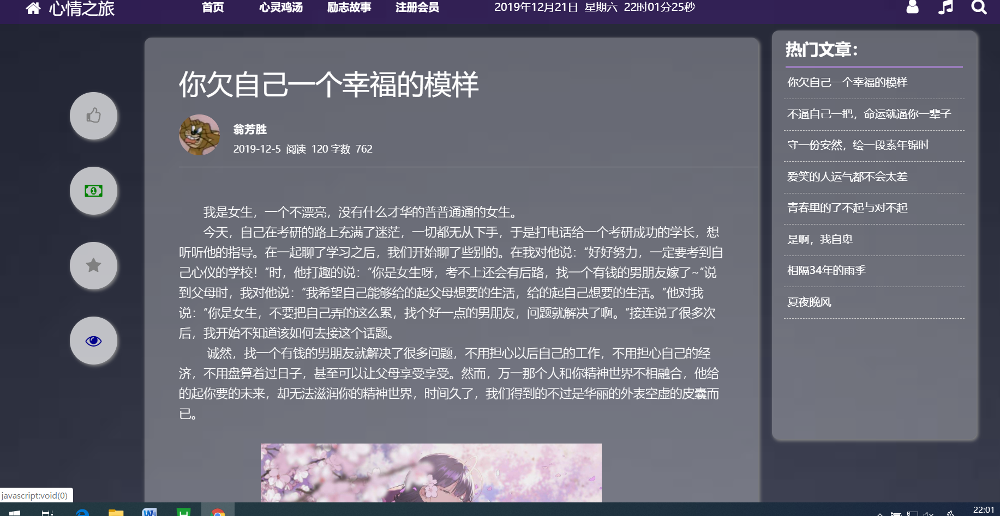 心情之旅 首页 心灵鸡汤 励志故事 注册会员 2019年12月21日 星期六 22时01分25秒
你欠自己一个幸福的模样
翁芳胜
2019-12-5 阅读 120 字数 762
我是女生，一个不漂亮，没有什么才华的普普通通的女生。
今天，自己在考研的路上充满了迷茫，一切都无从下手，于是打电话给一个考研成功的学长，想
听听他的指导。在一起聊了学习之后，我们开始聊了些别的。在我对他说：“好好努力，一定要考到自
己心仪的学校！”时，他打趣的说：“你是女生呀，考不上还会有后路，找一个有钱的男朋友嫁了~”说
到父母时，我对他说：“我希望自己能够给的起父母想要的生活，给的起自己想要的生活。”他对我
说：“你是女生，不要把自己弄的这么累，找个好一点的男朋友，问题就解决了啊。”接连说了很多次
后，我开始不知道该如何去接这个话题。
诚然，找一个有钱的男朋友就解决了很多问题，不用担心以后自己的工作，不用担心自己的经
济，不用盘算着过日子，甚至可以让父母享受享受。然而，万一那个人和你精神世界不相融合，他给
的起你要的未来，却无法滋润你的精神世界，时间久了，我们得到的不过是华丽的外表空虚的皮囊而
已。
热门文章：
你欠自己一个幸福的模样
不逼自己一把，命运就逼你一辈子
守一份安然，绘一段素年锦时
爱笑的人运气都不会太差
青春里的了不起与对不起
是啊，我自卑
相隔34年的雨季
夏夜晚风
javascript:void(0)
22:01